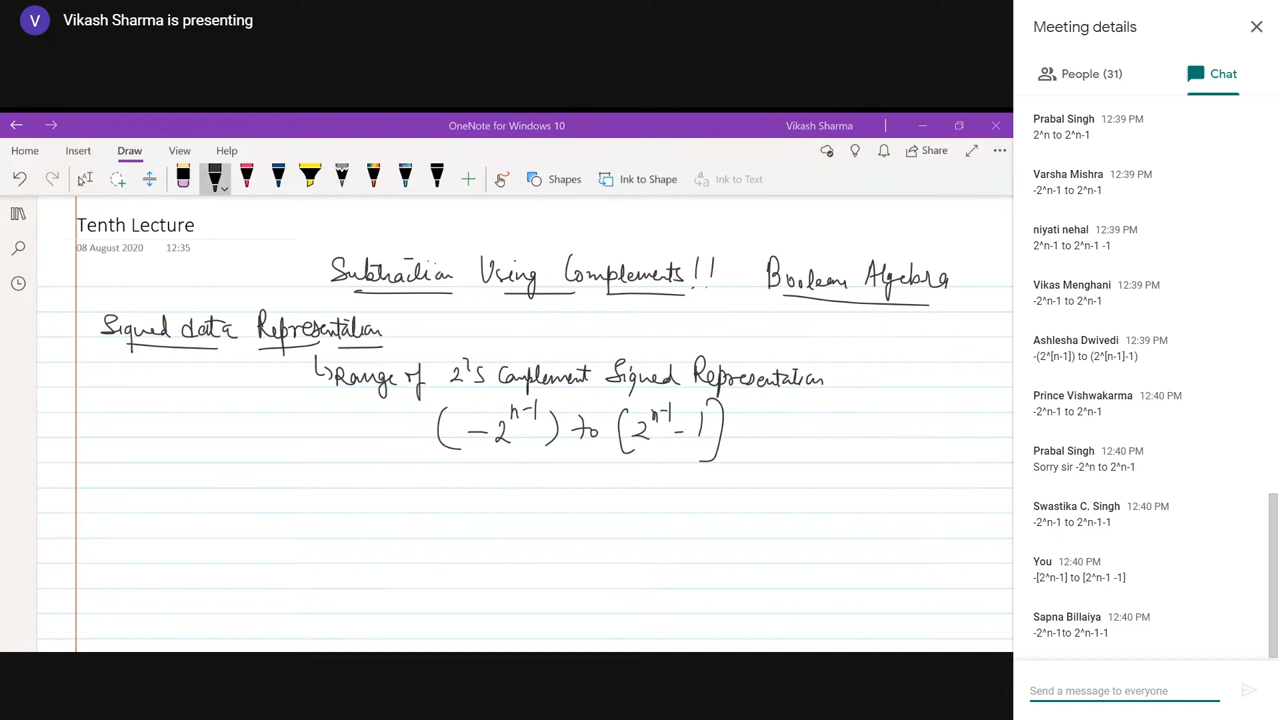 V Vikash Sharma is presenting
OneNote for Windows 10
Vikash Sharma
Home Insert Draw View Help Share
Shapes Ink to Shape Ink to Text
Tenth Lecture
08 August 2020 12:35
Subtraction Using Complements!! Boolean Algebra
Signed data Representation
↳ Range of 2's Complement Signed Representation
(-2^n-1) to (2^n-1 - 1)
Meeting details
People (31) Chat
Prabal Singh 12:39 PM
2^n to 2^n-1
Varsha Mishra 12:39 PM
-2^n-1 to 2^n-1
niyati nehal 12:39 PM
2^n-1 to 2^n-1 -1
Vikas Menghani 12:39 PM
-2^n-1 to 2^n-1
Ashlesha Dwivedi 12:39 PM
-(2^[n-1]) to (2^[n-1]-1)
Prince Vishwakarma 12:40 PM
-2^n-1 to 2^n-1
Prabal Singh 12:40 PM
Sorry sir -2^n to 2^n-1
Swastika C. Singh 12:40 PM
-2^n-1 to 2^n-1-1
You 12:40 PM
-[2^n-1] to [2^n-1 -1]
Sapna Billaiya 12:40 PM
-2^n-1to 2^n-1-1
Send a message to everyone